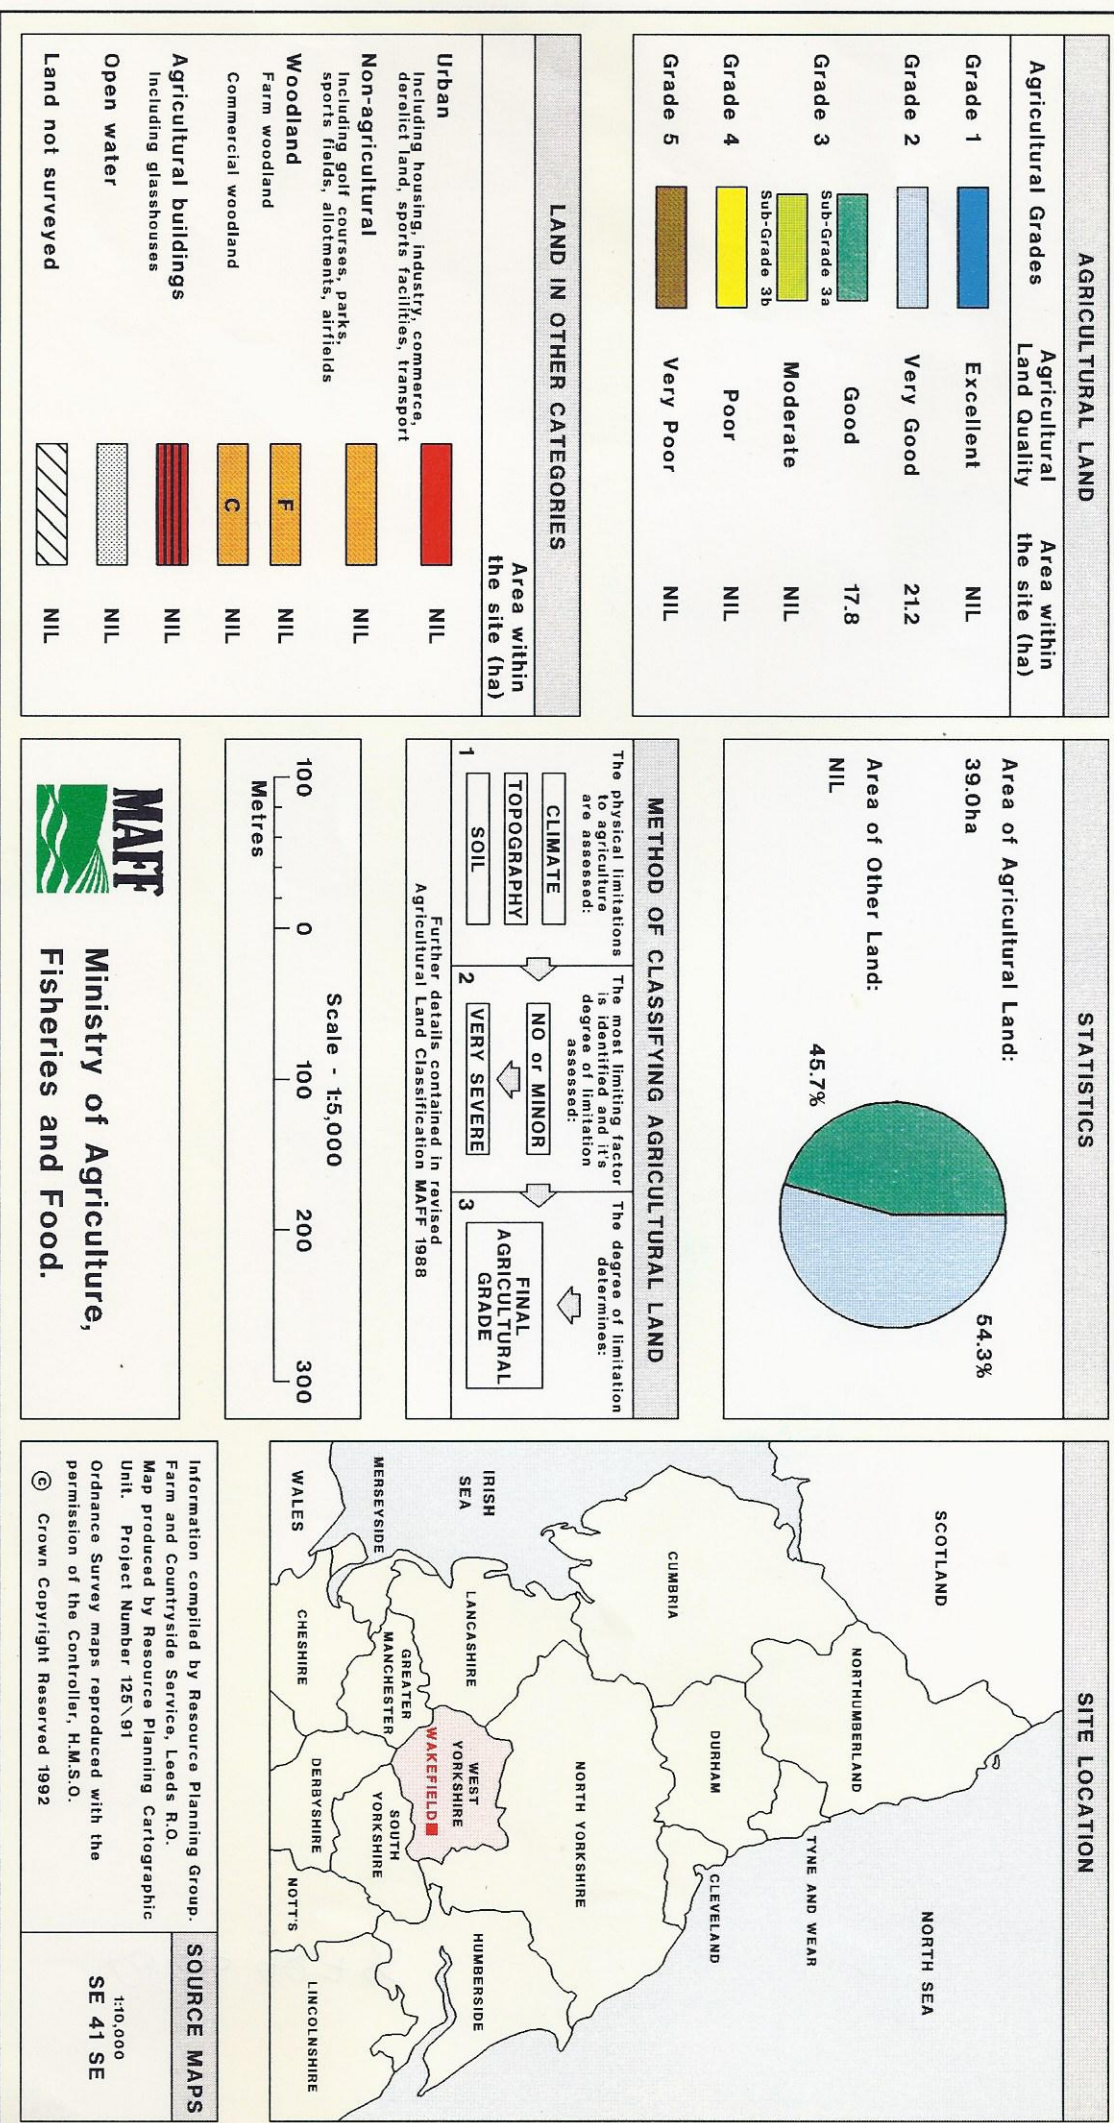 AGRICULTURAL LAND
Agricultural Grades
Agricultural
Land Quality
Area within
the site (ha)
Grade 1
Excellent
NIL
Grade 2
Very Good
21.2
Grade 3
Sub-Grade 3a
Good
17.8
Sub-Grade 3b
Moderate
NIL
Grade 4
Poor
NIL
Grade 5
Very Poor
NIL
LAND IN OTHER CATEGORIES
Area within
the site (ha)
Urban
Including housing, industry, commerce,
derelict land, sports facilities, transport
NIL
Non-agricultural
Including golf courses, parks,
sports fields, allotments, airfields
NIL
Woodland
Farm woodland
F
NIL
Commercial woodland
C
NIL
Agricultural buildings
Including glasshouses
NIL
Open water
NIL
Land not surveyed
NIL
STATISTICS
Area of Agricultural Land:
39.0ha
Area of Other Land:
NIL
54.3%
45.7%
METHOD OF CLASSIFYING AGRICULTURAL LAND
The physical limitations
to agriculture
are assessed:
CLIMATE
TOPOGRAPHY
SOIL
1
The most limiting factor
is identified and it's
degree of limitation
assessed:
NO or MINOR
VERY SEVERE
2
The degree of limitation
determines:
FINAL
AGRICULTURAL
GRADE
3
Further details contained in revised
Agricultural Land Classification MAFF 1988
Scale - 1:5,000
100 0 100 200 300
Metres
MAFF
Ministry of Agriculture,
Fisheries and Food.
SITE LOCATION
SCOTLAND
NORTH SEA
NORTHUMBERLAND
TYNE AND WEAR
CUMBRIA
DURHAM
CLEVELAND
NORTH YORKSHIRE
IRISH
SEA
LANCASHIRE
WEST
YORKSHIRE
WAKEFIELD
HUMBERSIDE
MERSEYSIDE
GREATER
MANCHESTER
SOUTH
YORKSHIRE
WALES
CHESHIRE
DERBYSHIRE
NOTT'S
LINCOLNSHIRE
Information compiled by Resource Planning Group.
Farm and Countryside Service, Leeds R.O.
Map produced by Resource Planning Cartographic
Unit. Project Number 125\91
Ordnance Survey maps reproduced with the
permission of the Controller, H.M.S.O.
© Crown Copyright Reserved 1992
SOURCE MAPS
1:10,000
SE 41 SE